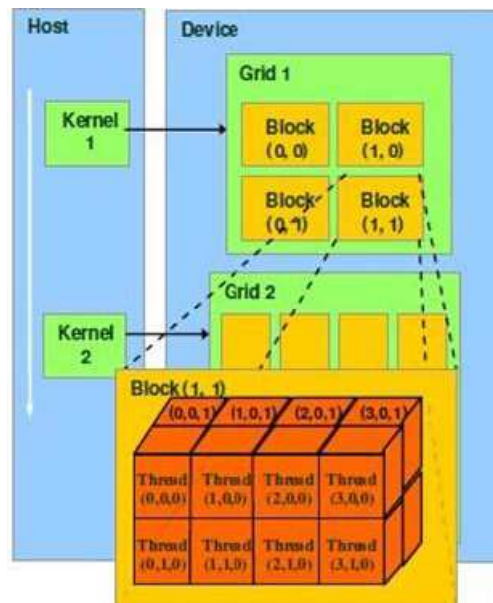 Host
Device
Grid 1
Kernel
1
Block
(0, 0)
Block
(1, 0)
Block
(0, 1)
Block
(1, 1)
Grid 2
Kernel
2
Block (1, 1)
(0,0,1) (1,0,1) (2,0,1) (3,0,1)
Thread
(0,0,0)
Thread
(1,0,0)
Thread
(2,0,0)
Thread
(3,0,0)
Thread
(0,1,0)
Thread
(1,1,0)
Thread
(2,1,0)
Thread
(3,1,0)